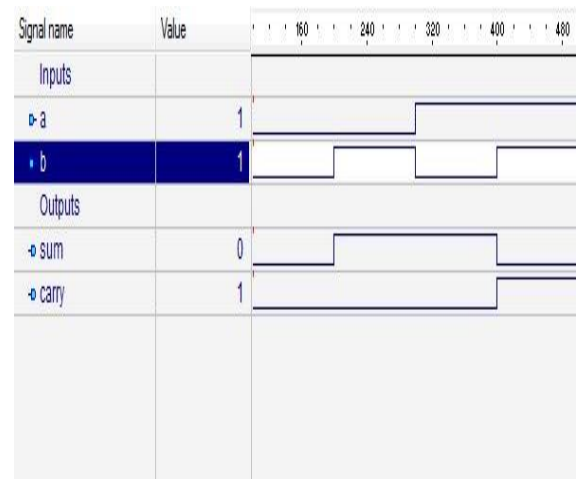 Signal name Value 160 240 320 400 480
Inputs
a 1
b 1
Outputs
sum 0
carry 1